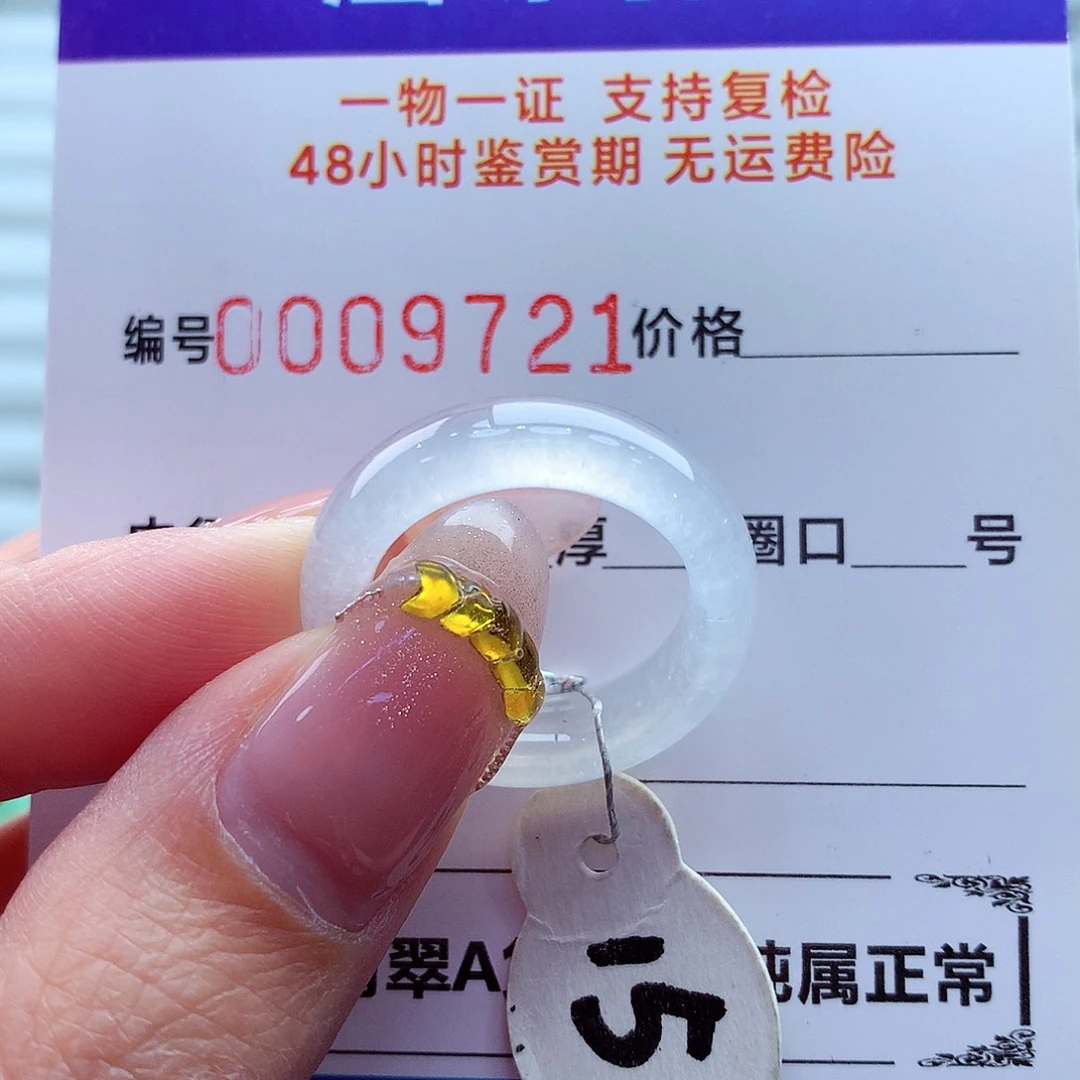 一物一证 支持复检
48小时鉴赏期 无运费险
编号0009721价格
厚 圈口 号
翠A 纯属正常
15